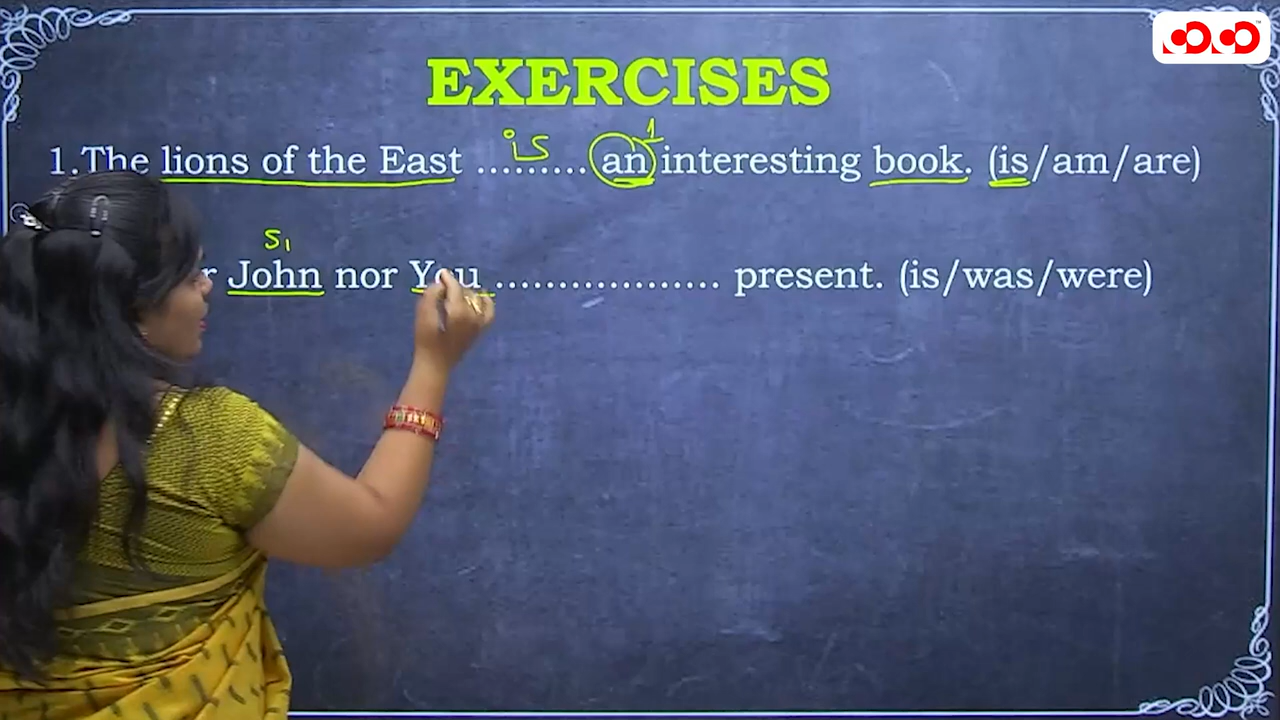 EXERCISES
is 1
1.The lions of the East ......... an interesting book. (is/am/are)
S1
r John nor You .................. present. (is/was/were)